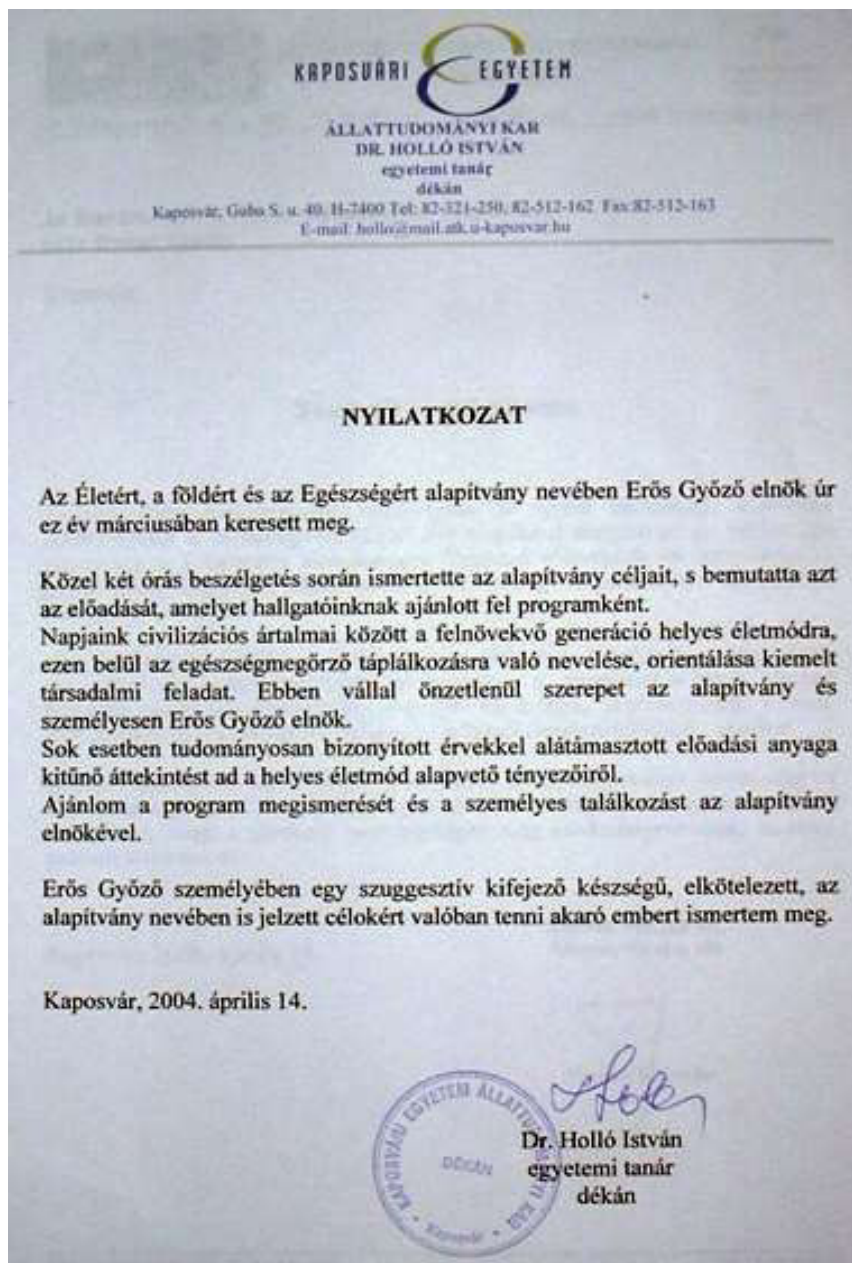 KAPOSVÁRI EGYETEM
ÁLLATTUDOMÁNYI KAR
DR. HOLLÓ ISTVÁN
egyetemi tanár
dékán
Kaposvár, Guba S. u. 40. H-7400 Tel: 82-321-250, 82-512-162 Fax:82-512-163
E-mail: hollo@mail.atk.u-kaposvar.hu
NYILATKOZAT
Az Életért, a földért és az Egészségért alapítvány nevében Erős Győző elnök úr
ez év márciusában keresett meg.
Közel két órás beszélgetés során ismertette az alapítvány céljait, s bemutatta azt
az előadását, amelyet hallgatóinknak ajánlott fel programként.
Napjaink civilizációs ártalmai között a felnövekvő generáció helyes életmódra,
ezen belül az egészségmegőrző táplálkozásra való nevelése, orientálása kiemelt
társadalmi feladat. Ebben vállal önzetlenül szerepet az alapítvány és
személyesen Erős Győző elnök.
Sok esetben tudományosan bizonyított érvekkel alátámasztott előadási anyaga
kitűnő áttekintést ad a helyes életmód alapvető tényezőiről.
Ajánlom a program megismerését és a személyes találkozást az alapítvány
elnökével.
Erős Győző személyében egy szuggesztív kifejező készségű, elkötelezett, az
alapítvány nevében is jelzett célokért valóban tenni akaró embert ismertem meg.
Kaposvár, 2004. április 14.
KAPOSVÁRI EGYETEM ÁLLATTUDOMÁNYI KAR
DÉKÁN
Kaposvár
Dr. Holló István
egyetemi tanár
dékán